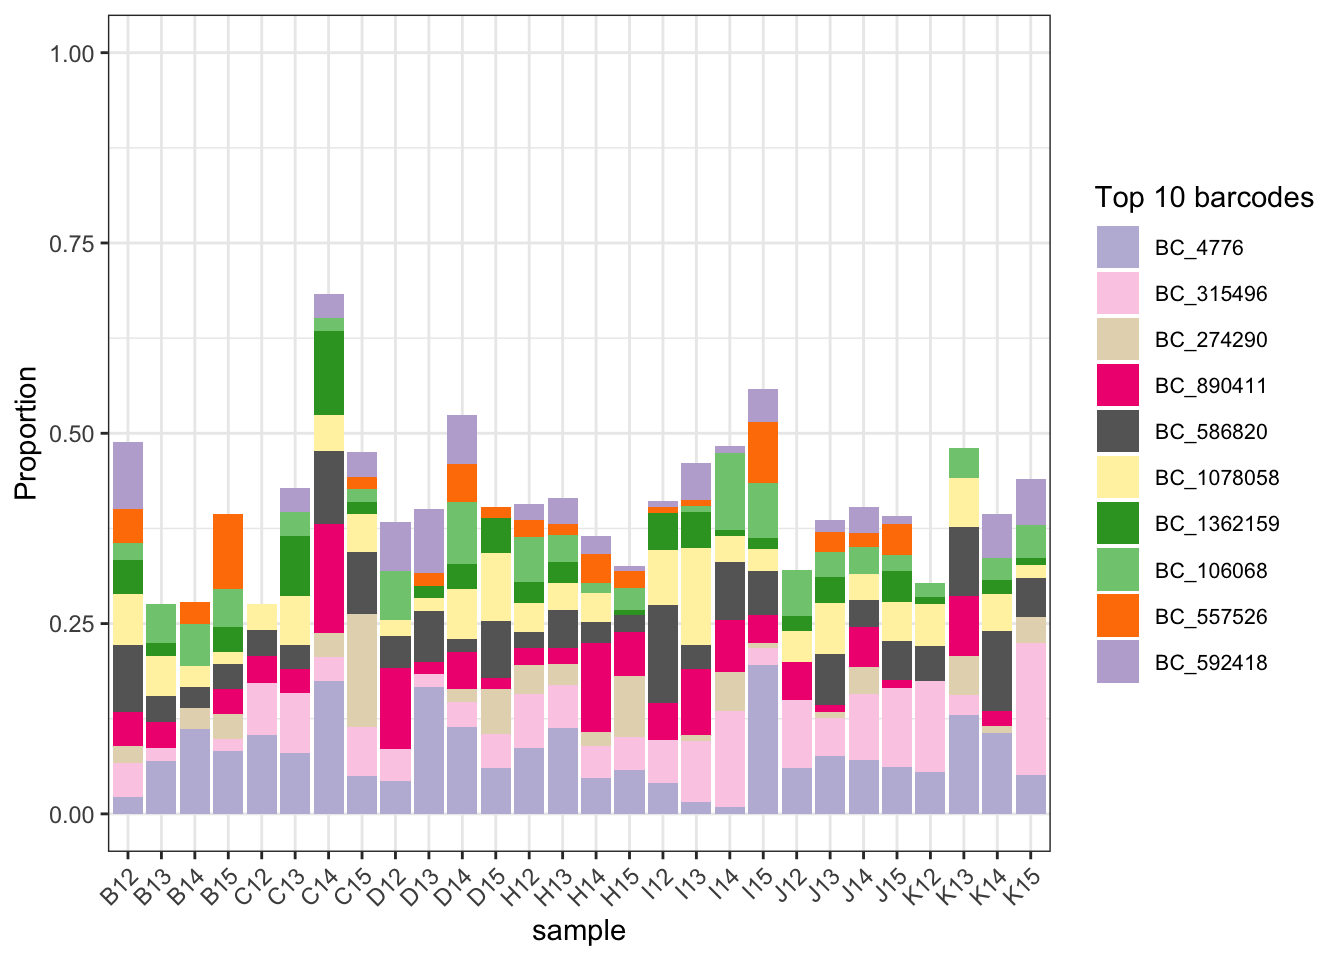 1.00
0.75
0.50
0.25
0.00
Proportion
B12
B13
B14
B15
C12
C13
C14
C15
D12
D13
D14
D15
H12
H13
H14
H15
I12
I13
I14
I15
J12
J13
J14
J15
K12
K13
K14
K15
sample
Top 10 barcodes
BC_4776
BC_315496
BC_274290
BC_890411
BC_586820
BC_1078058
BC_1362159
BC_106068
BC_557526
BC_592418